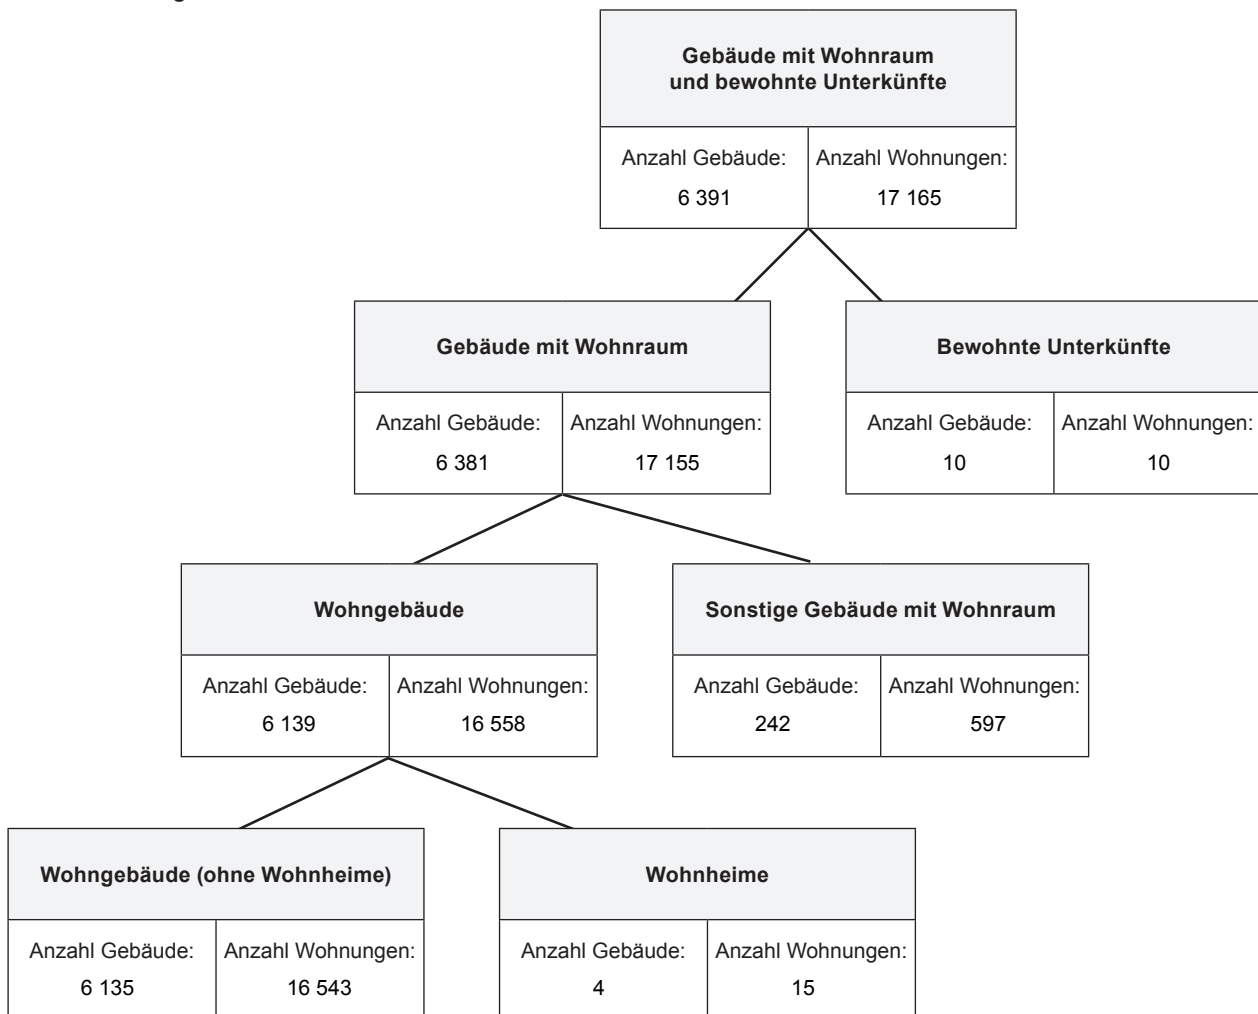 Gebäude mit Wohnraum
und bewohnte Unterkünfte
Anzahl Gebäude: Anzahl Wohnungen:
6 391 17 165
Gebäude mit Wohnraum
Anzahl Gebäude: Anzahl Wohnungen:
6 381 17 155
Bewohnte Unterkünfte
Anzahl Gebäude: Anzahl Wohnungen:
10 10
Wohngebäude
Anzahl Gebäude: Anzahl Wohnungen:
6 139 16 558
Sonstige Gebäude mit Wohnraum
Anzahl Gebäude: Anzahl Wohnungen:
242 597
Wohngebäude (ohne Wohnheime)
Anzahl Gebäude: Anzahl Wohnungen:
6 135 16 543
Wohnheime
Anzahl Gebäude: Anzahl Wohnungen:
4 15